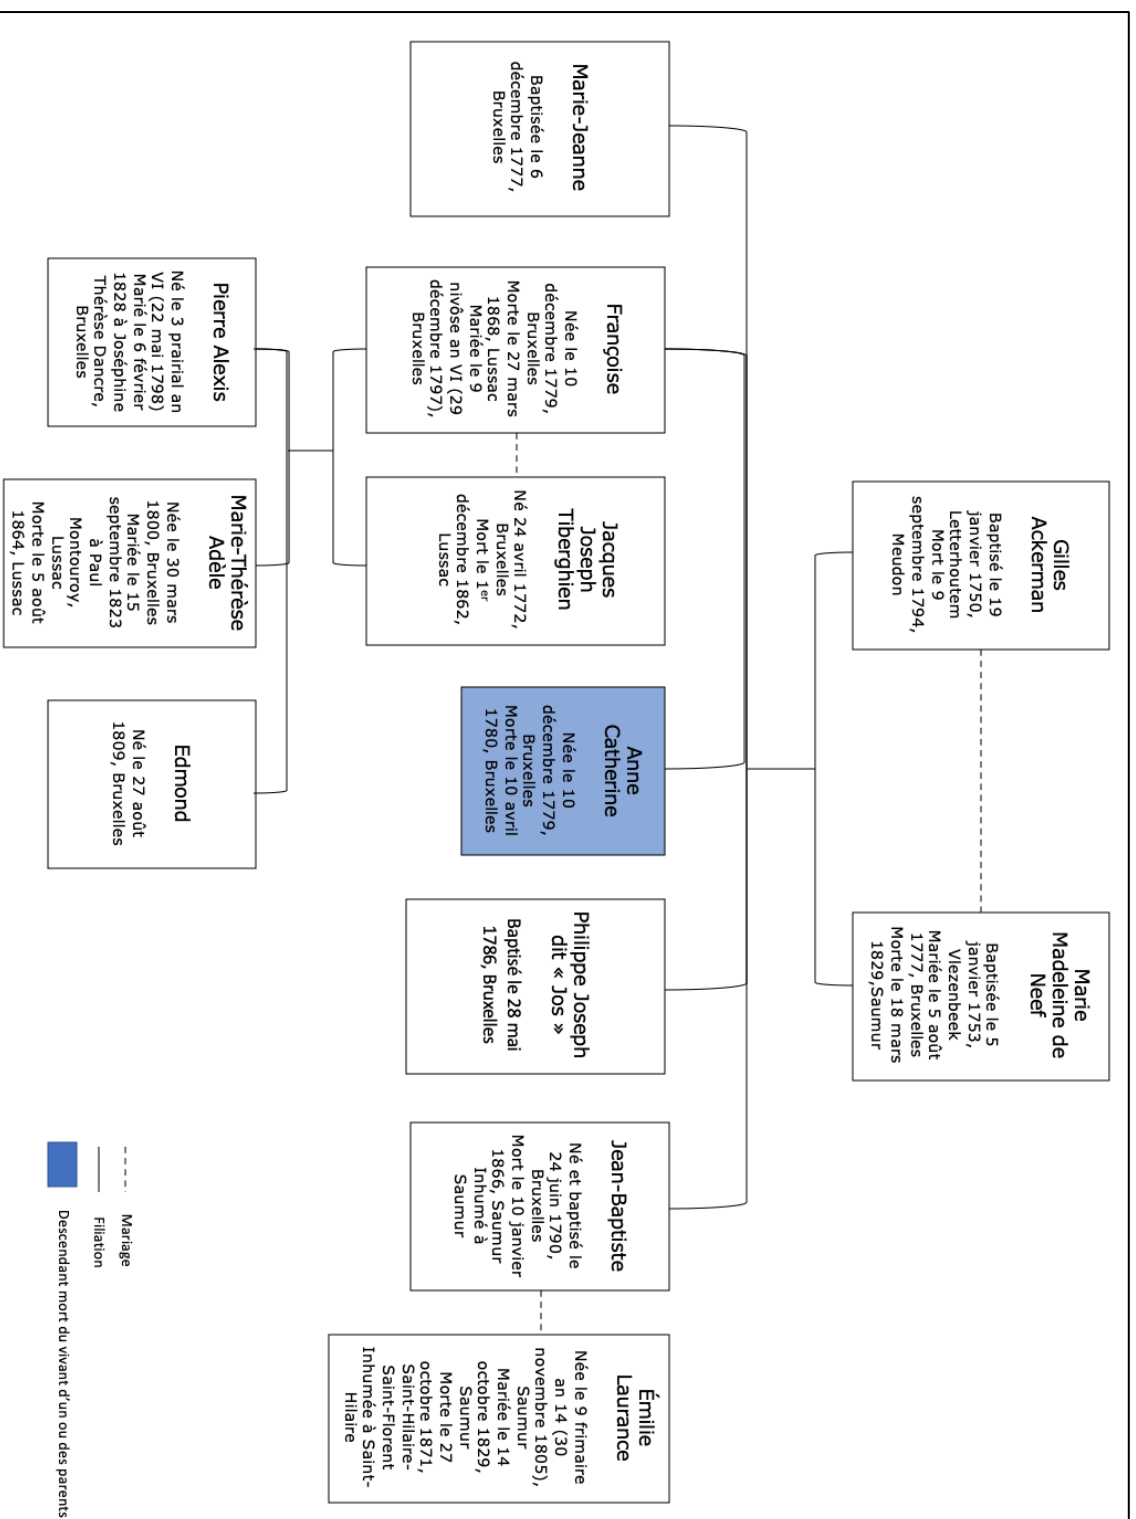 Gilles
Ackerman
Baptisé le 19
janvier 1750,
Letterhoutem
Mort le 9
septembre 1794,
Meudon
Marie
Madeleine de
Neef
Baptisée le 5
janvier 1753,
Vlezenbeek
Mariée le 5 août
1777, Bruxelles
Morte le 18 mars
1829,Saumur
Marie-Jeanne
Baptisée le 6
décembre 1777,
Bruxelles
Françoise
Née le 10
décembre 1779,
Bruxelles
Morte le 27 mars
1868, Lussac
Mariée le 9
nivôse an VI (29
décembre 1797),
Bruxelles
Jacques
Joseph
Tiberghien
Né 24 avril 1772,
Bruxelles
Mort le 1er
décembre 1862,
Lussac
Anne
Catherine
Née le 10
décembre 1779,
Bruxelles
Morte le 10 avril
1780, Bruxelles
Philippe Joseph
dit « Jos »
Baptisé le 28 mai
1786, Bruxelles
Jean-Baptiste
Né et baptisé le
24 juin 1790,
Bruxelles
Mort le 10 janvier
1866, Saumur
Inhumé à
Saumur
Émilie
Laurance
Née le 9 frimaire
an 14 (30
novembre 1805),
Saumur
Mariée le 14
octobre 1829,
Saumur
Morte le 27
octobre 1871,
Saint-Hilaire-
Saint-Florent
Inhumée à Saint-
Hilaire
Pierre Alexis
Né le 3 prairial an
VI (22 mai 1798)
Marié le 6 février
1828 à Joséphine
Thérèse Dancre,
Bruxelles
Marie-Thérèse
Adèle
Née le 30 mars
1800, Bruxelles
Mariée le 15
septembre 1823
à Paul
Montouroy,
Lussac
Morte le 5 août
1864, Lussac
Edmond
Né le 27 août
1809, Bruxelles
Mariage
Filiation
Descendant mort du vivant d'un ou des parents